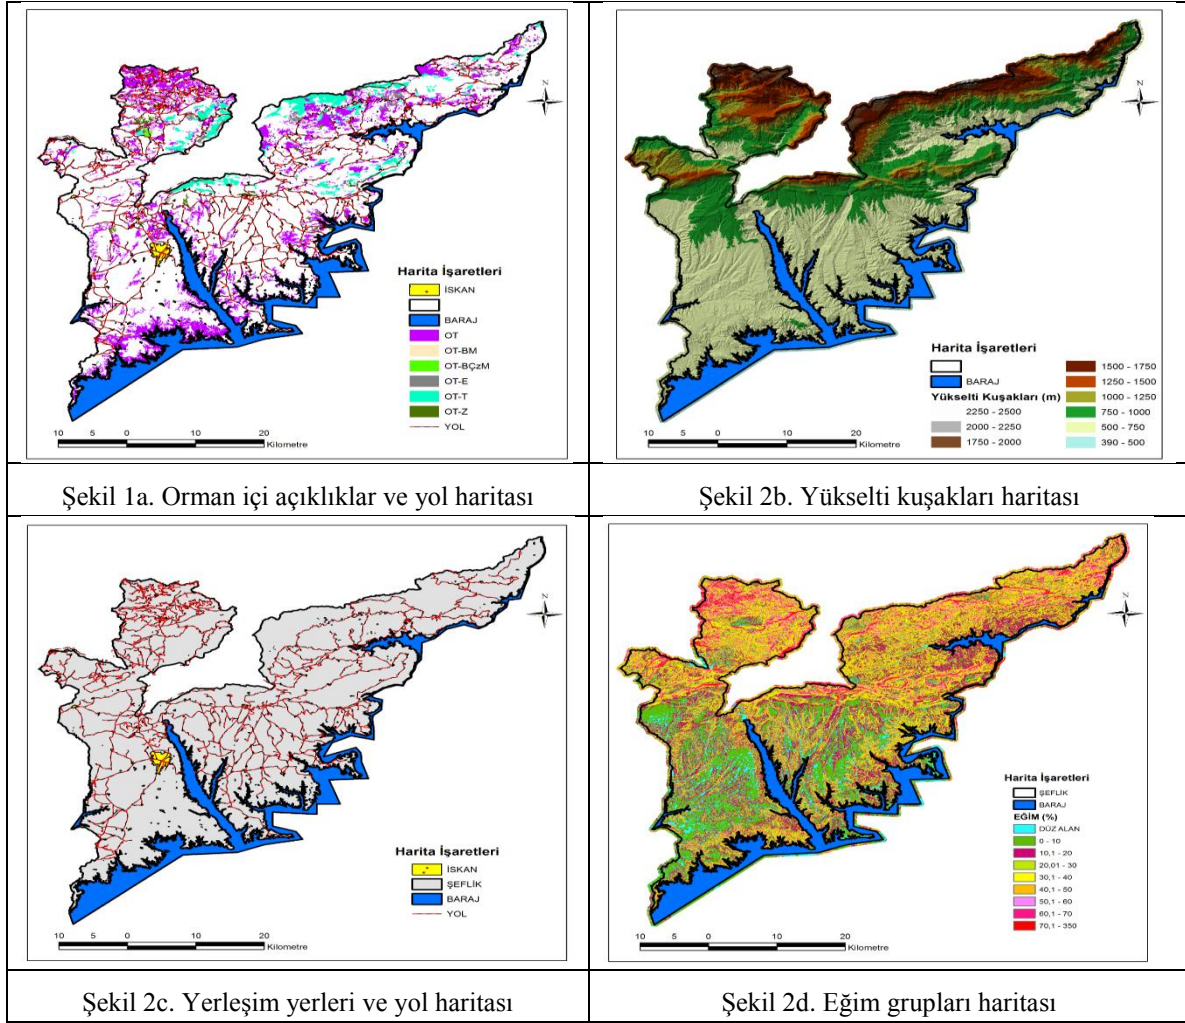 N
Harita İşaretleri
İSKAN
BARAJ
OT
OT-BM
OT-BÇzM
OT-E
OT-T
OT-Z
YOL
10 5 0 10 20
Kilometre
Şekil 1a. Orman içi açıklıklar ve yol haritası
N
Harita İşaretleri
BARAJ
Yükselti Kuşakları (m)
2250 - 2500
2000 - 2250
1750 - 2000
1500 - 1750
1250 - 1500
1000 - 1250
750 - 1000
500 - 750
390 - 500
10 5 0 10 20
Kilometre
Şekil 2b. Yükselti kuşakları haritası
N
Harita İşaretleri
İSKAN
ŞEFLİK
BARAJ
YOL
10 5 0 10 20
Kilometre
Şekil 2c. Yerleşim yerleri ve yol haritası
N
Harita İşaretleri
ŞEFLİK
BARAJ
EĞİM (%)
DÜZ ALAN
0 - 10
10,1 - 20
20,01 - 30
30,1 - 40
40,1 - 50
50,1 - 60
60,1 - 70
70,1 - 350
10 5 0 10 20
Kilometre
Şekil 2d. Eğim grupları haritası